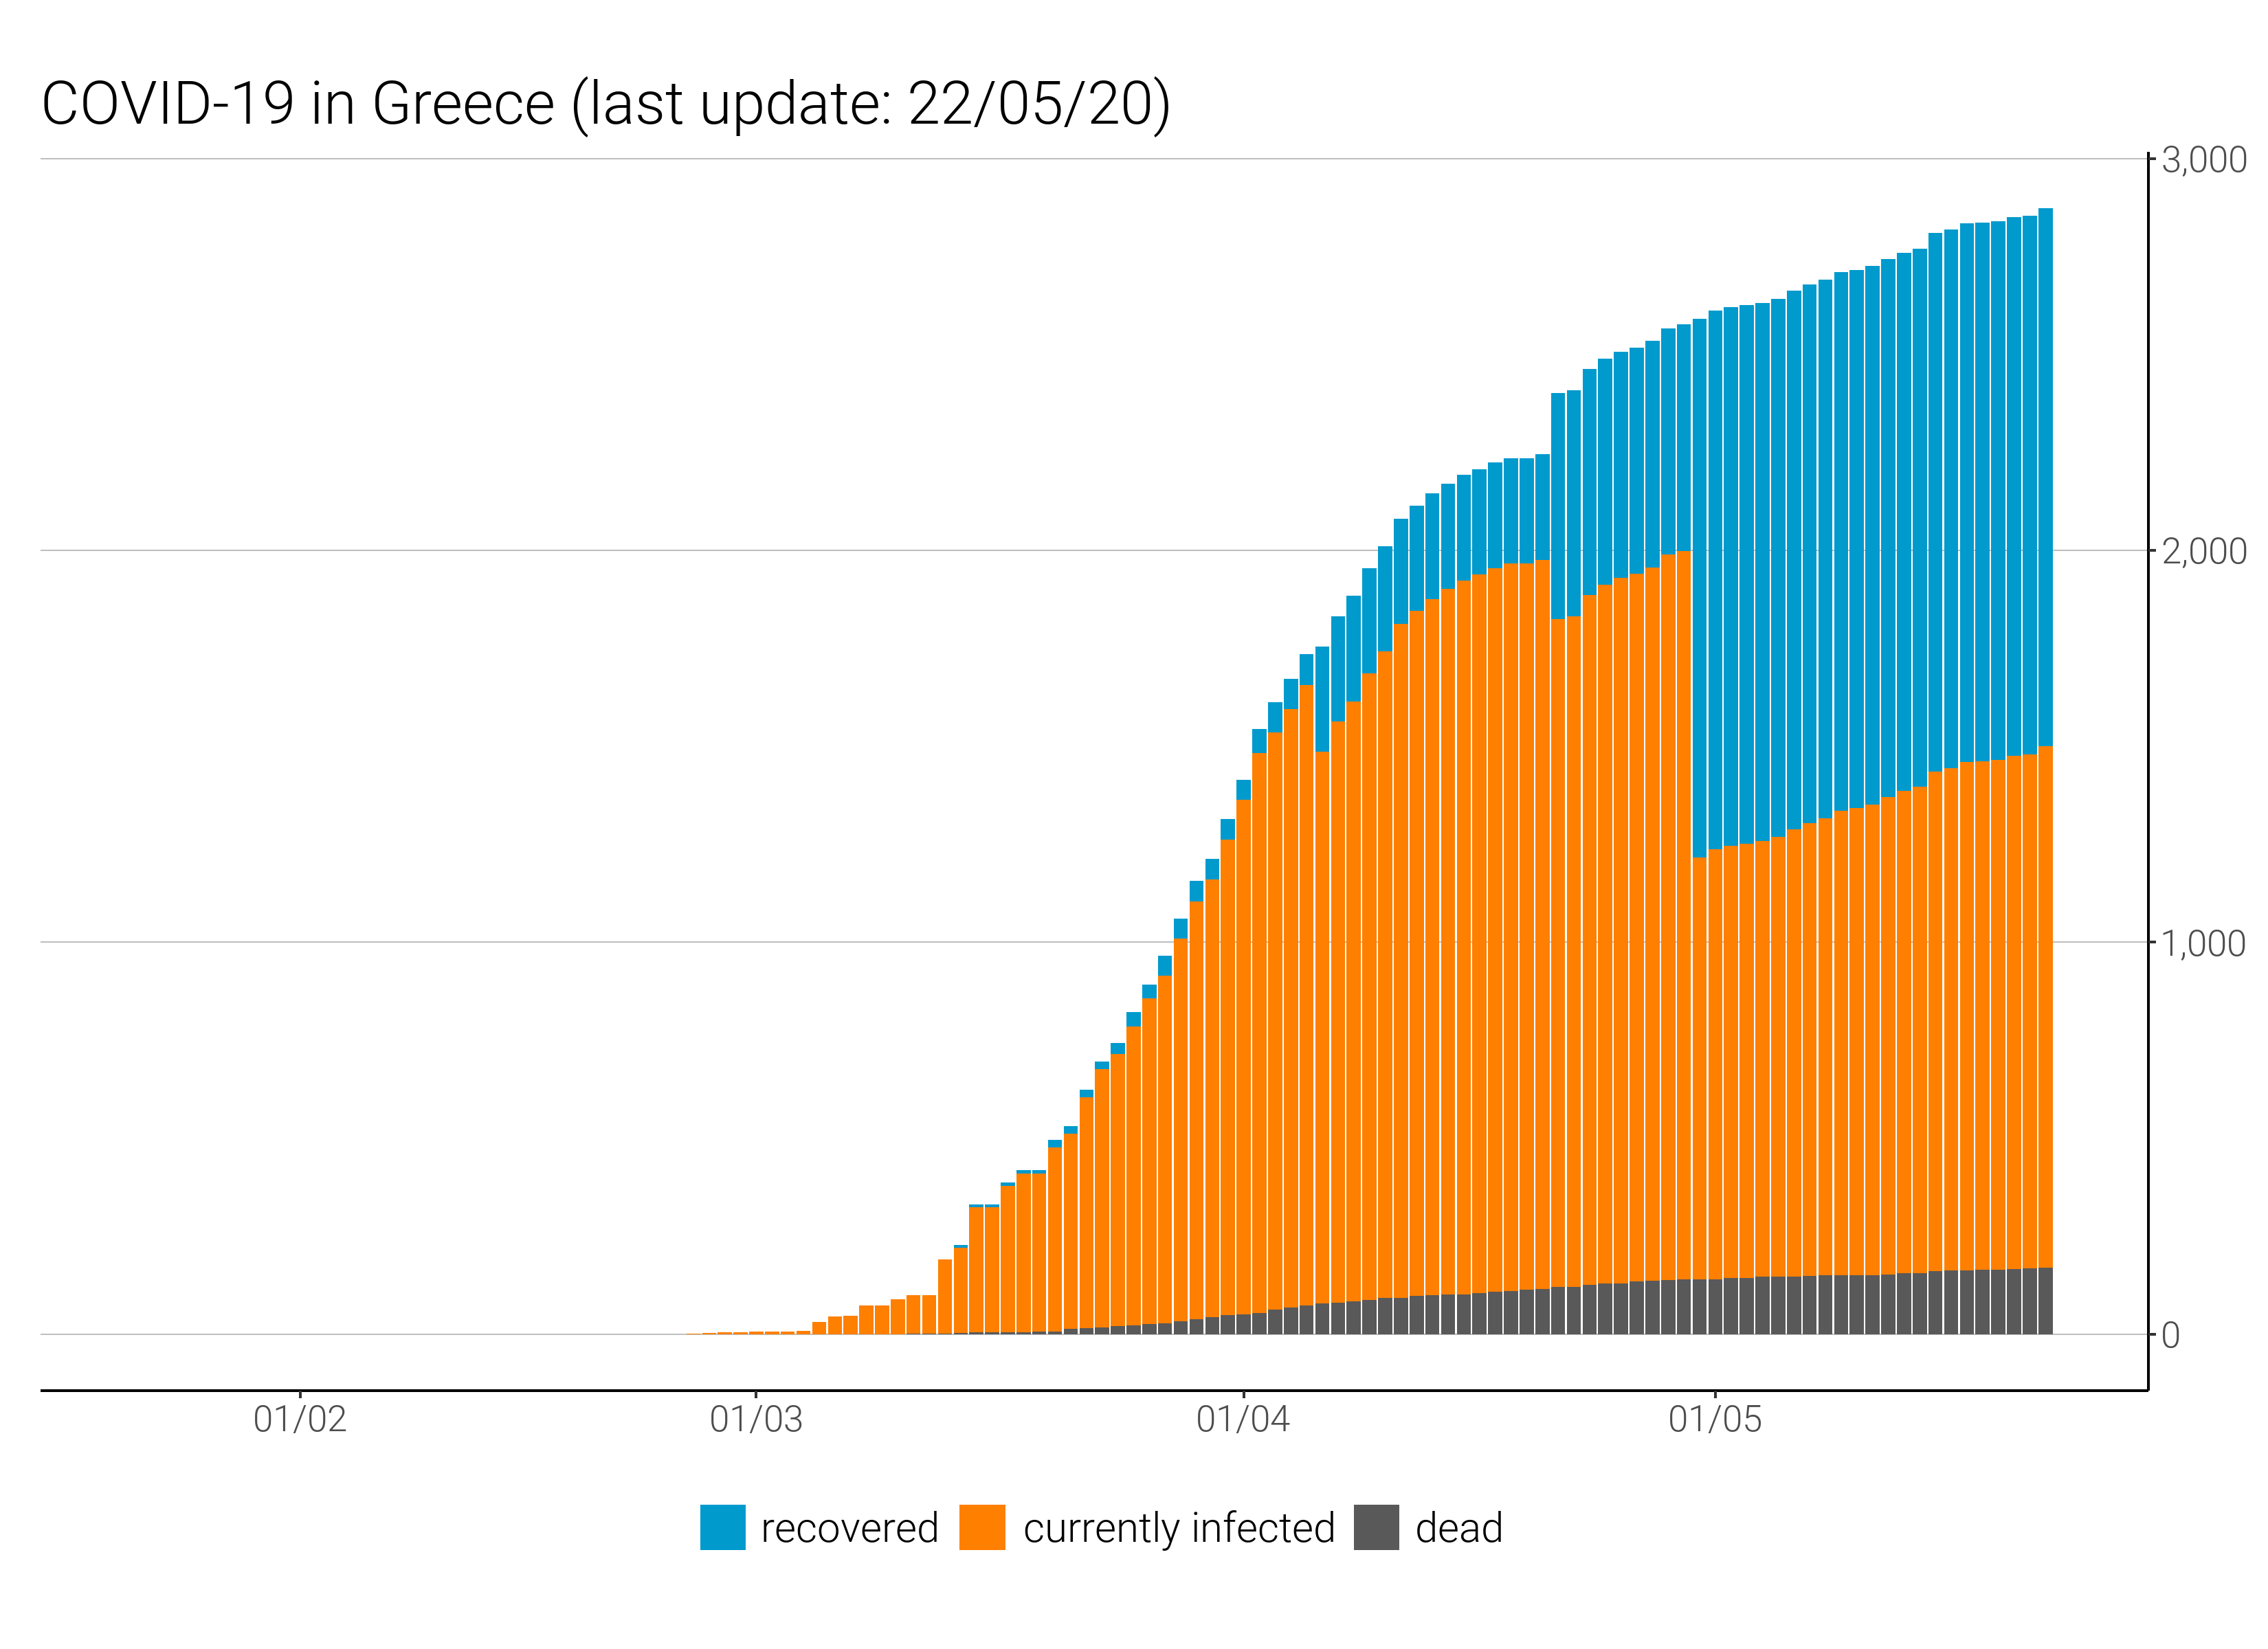 COVID-19 in Greece (last update: 22/05/20)
3,000
2,000
1,000
0
01/02 01/03 01/04 01/05
recovered currently infected dead